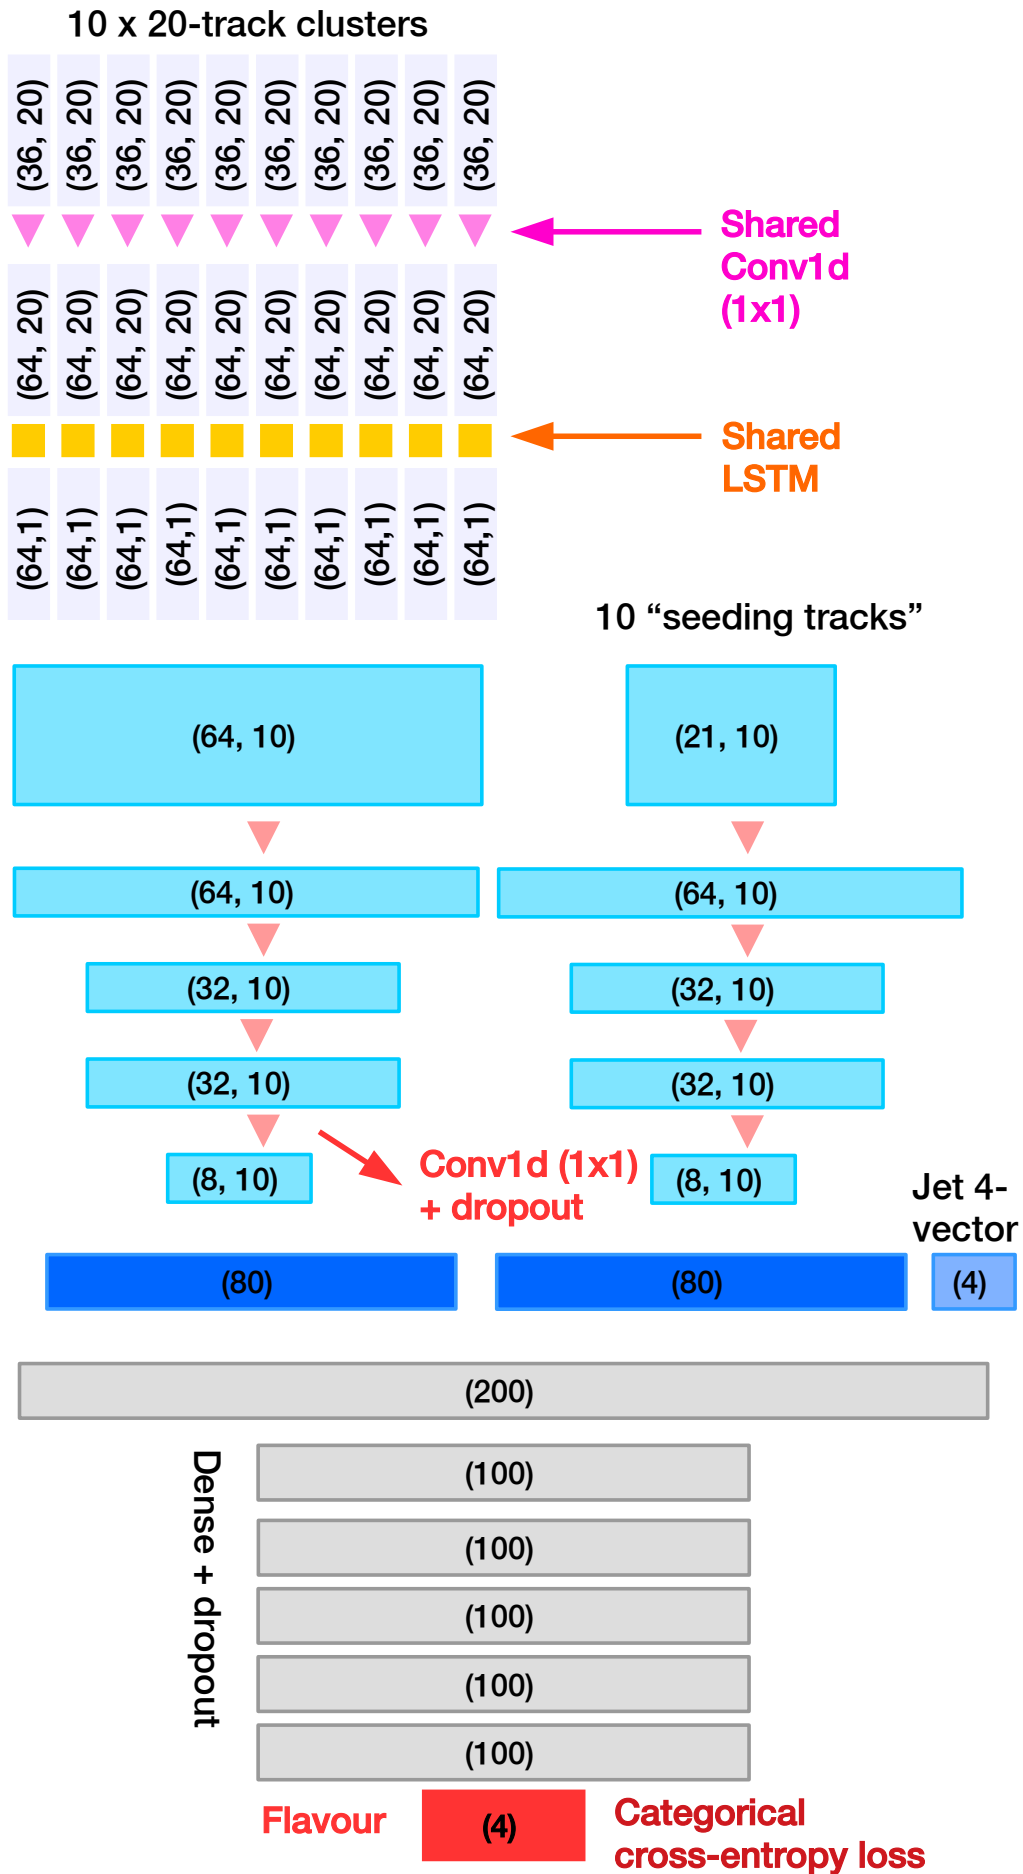 10 x 20-track clusters
(36, 20) (36, 20) (36, 20) (36, 20) (36, 20) (36, 20) (36, 20) (36, 20) (36, 20) (36, 20)
Shared
Conv1d
(1x1)
(64, 20) (64, 20) (64, 20) (64, 20) (64, 20) (64, 20) (64, 20) (64, 20) (64, 20) (64, 20)
Shared
LSTM
(64,1) (64,1) (64,1) (64,1) (64,1) (64,1) (64,1) (64,1) (64,1) (64,1)
10 “seeding tracks”
(64, 10) (21, 10)
(64, 10) (64, 10)
(32, 10) (32, 10)
(32, 10) (32, 10)
(8, 10) (8, 10)
Conv1d (1x1)
+ dropout
Jet 4-
vector
(80) (80) (4)
(200)
Dense + dropout
(100)
(100)
(100)
(100)
(100)
Flavour
(4)
Categorical
cross-entropy loss